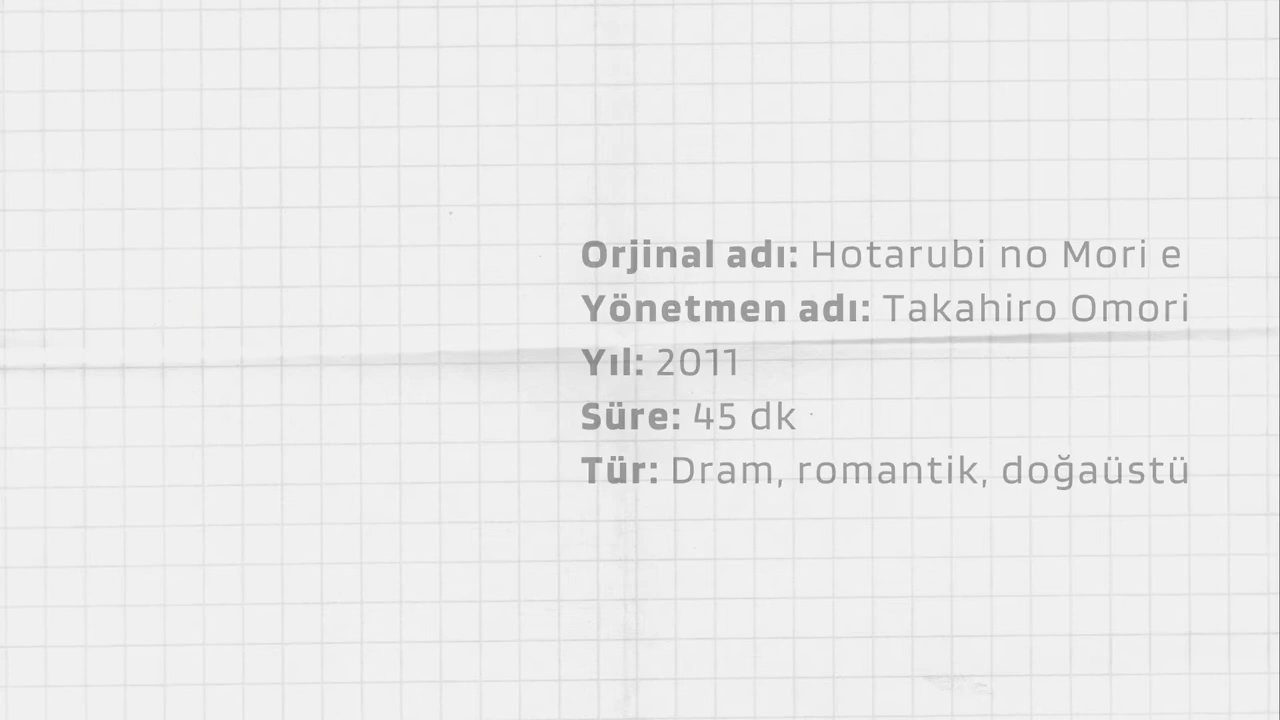 Orjinal adı: Hotarubi no Mori e
Yönetmen adı: Takahiro Omori
Yıl: 2011
Süre: 45 dk
Tür: Dram, romantik, doğaüstü